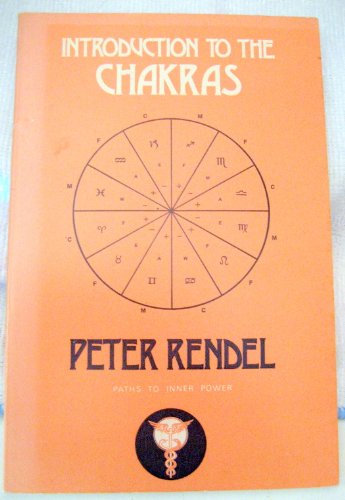 INTRODUCTION TO THE
CHAKRAS
PETER RENDEL
PATHS TO INNER POWER